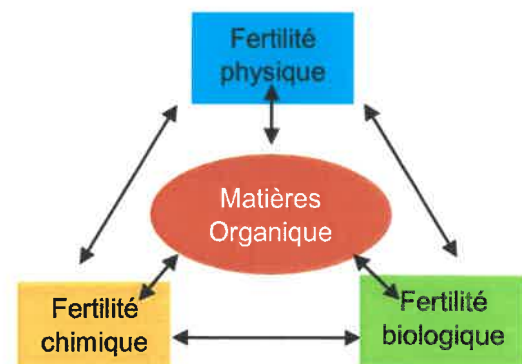 Fertilité
physique
Matières
Organique
Fertilité
chimique
Fertilité
biologique